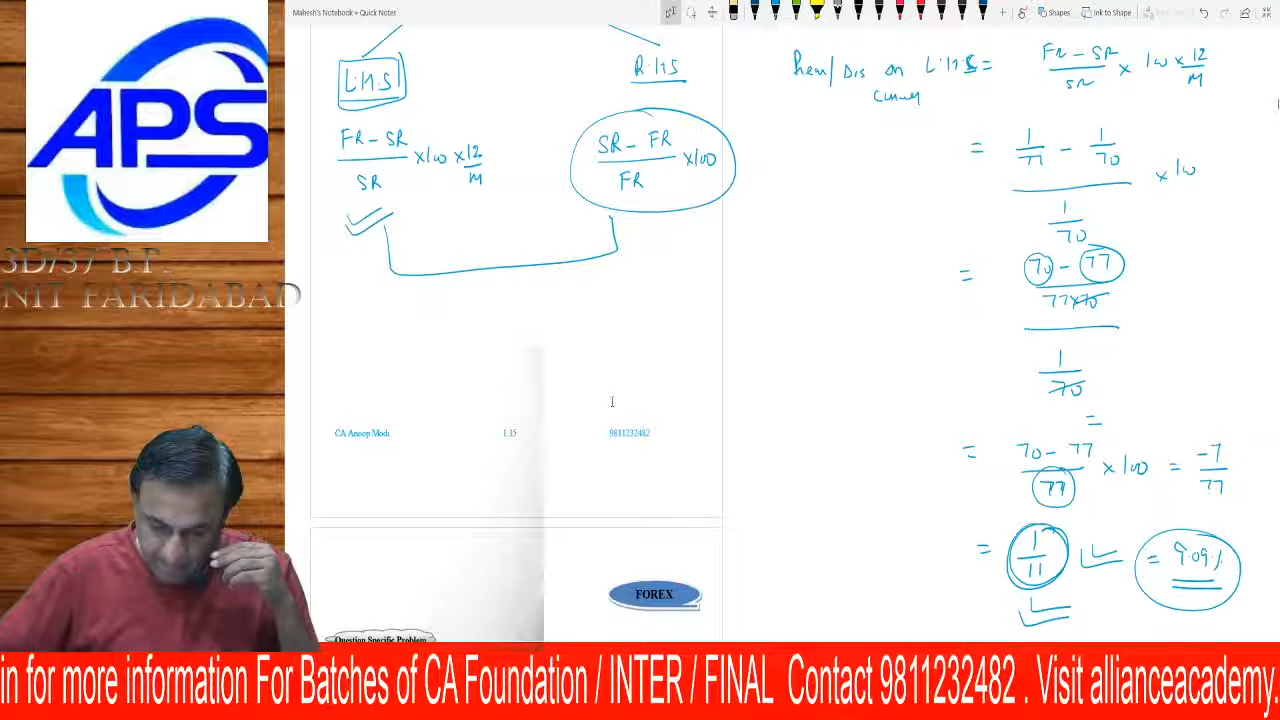 Mahesh's Notebook • Quick Notes
Shapes
Ink to Shape
APS
3D/37 B.P.
NIT FARIDABAD
L.H.S
R.H.S
FR - SR
SR
×100 × 12
M
SR - FR
FR
×100
Prem/Dis on L.H.S =
FR - SR
SR
× 100 × 12
M
= 1
77
- 1
70
× 100
1
70
= 70 - 77
77×70
1
70
=
= 70 - 77
77
× 100 = -7
77
= 1
11
= 9.09%
CA Anoop Modi
1.15
9811232482
FOREX
Question Specific Problem
in for more information For Batches of CA Foundation / INTER / FINAL Contact 9811232482 . Visit allianceacademy.